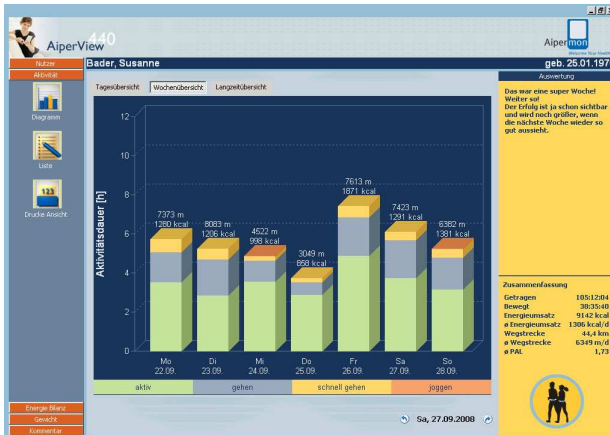 AiperView
440
Aipermon
Welcome Your Health
Nutzer
Bader, Susanne
geb. 25.01.197
Aktivität
Diagramm
Liste
123
Drucke Ansicht
Tagesübersicht
Wochenübersicht
Langzeitübersicht
Aktivitätsdauer [h]
12
10
8
6
4
2
0
7373 m
1280 kcal
8083 m
1206 kcal
4522 m
998 kcal
3049 m
858 kcal
7613 m
1871 kcal
7423 m
1291 kcal
6382 m
1381 kcal
Mo
22.09.
Di
23.09.
Mi
24.09.
Do
25.09.
Fr
26.09.
Sa
27.09.
So
28.09.
aktiv
gehen
schnell gehen
joggen
Sa, 27.09.2008
Auswertung
Das war eine super Woche!
Weiter so!
Der Erfolg ist ja schon sichtbar
und wird noch größer, wenn
die nächste Woche wieder so
gut aussieht.
Zusammenfassung
Getragen 105:12:04
Bewegt 38:35:40
Energieumsatz 9142 kcal
ø Energieumsatz 1306 kcal/d
Wegstrecke 44,4 km
ø Wegstrecke 6349 m/d
ø PAL 1,73
Energie Bilanz
Gewicht
Kommentar